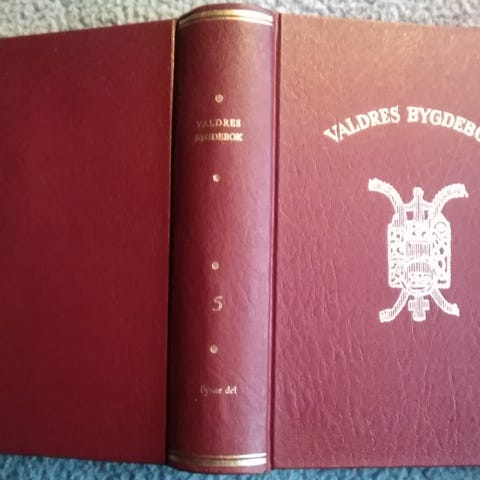 VALDRES
BYGDEBOK
5
Fyrste del
VALDRES BYGDEBO